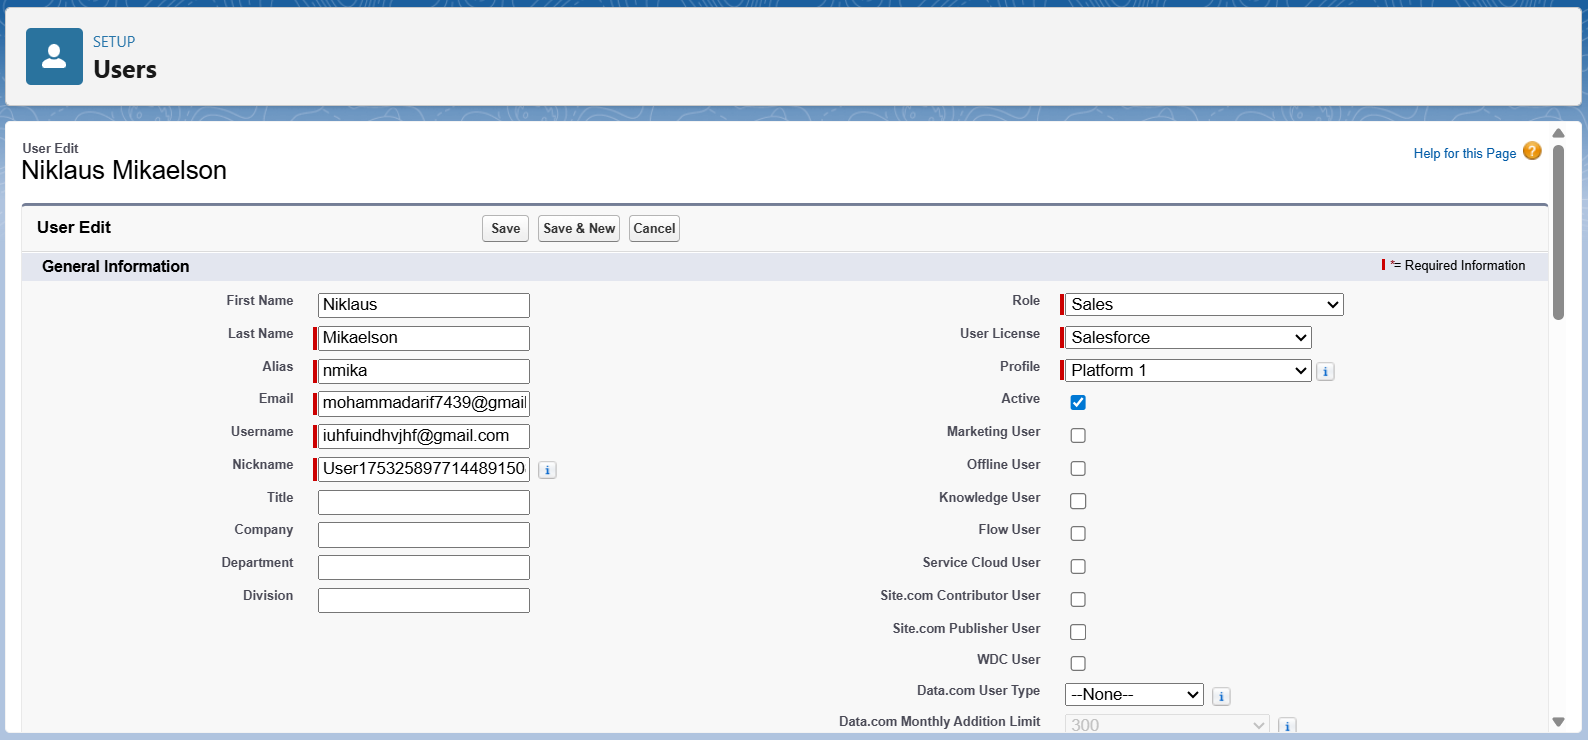 SETUP
Users
User Edit
Niklaus Mikaelson
Help for this Page ?
User Edit
Save
Save & New
Cancel
General Information
*= Required Information
First Name
Niklaus
Last Name
Mikaelson
Alias
nmika
Email
mohammadarif7439@gmail
Username
iuhfuindhvjhf@gmail.com
Nickname
User175325897714489150
i
Title
Company
Department
Division
Role
Sales
User License
Salesforce
Profile
Platform 1
i
Active
Marketing User
Offline User
Knowledge User
Flow User
Service Cloud User
Site.com Contributor User
Site.com Publisher User
WDC User
Data.com User Type
--None--
i
Data.com Monthly Addition Limit
300
i